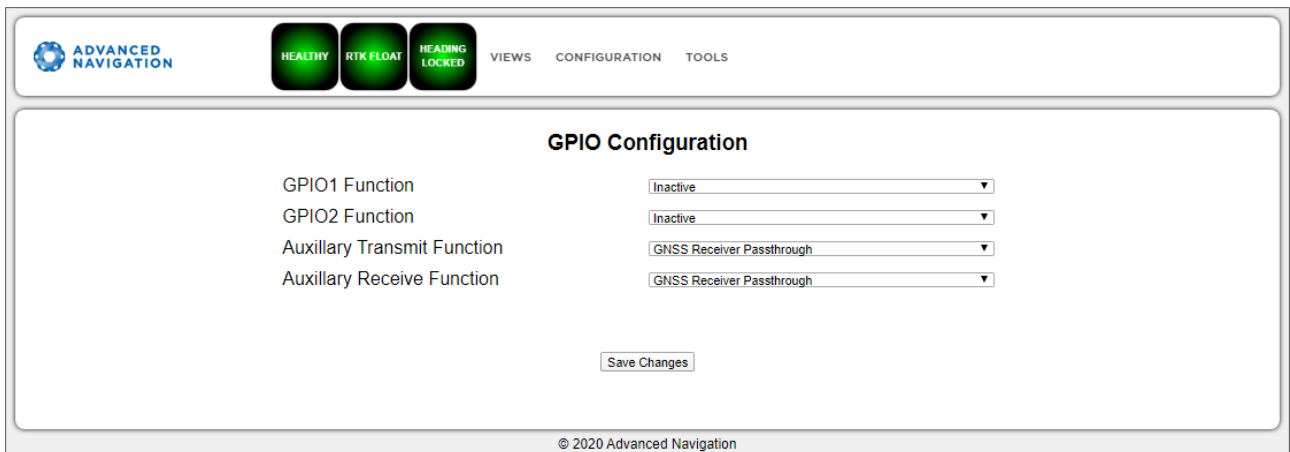 ADVANCED
NAVIGATION
HEALTHY
RTK FLOAT
HEADING
LOCKED
VIEWS
CONFIGURATION
TOOLS
GPIO Configuration
GPIO1 Function
Inactive
GPIO2 Function
Inactive
Auxillary Transmit Function
GNSS Receiver Passthrough
Auxillary Receive Function
GNSS Receiver Passthrough
Save Changes
© 2020 Advanced Navigation